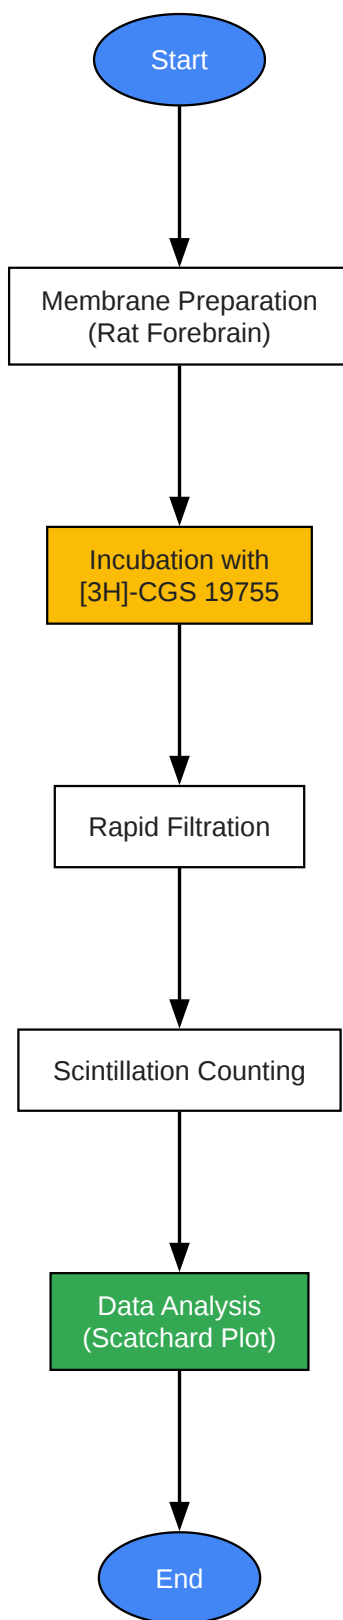 Start
Membrane Preparation
(Rat Forebrain)
Incubation with
[3H]-CGS 19755
Rapid Filtration
Scintillation Counting
Data Analysis
(Scatchard Plot)
End